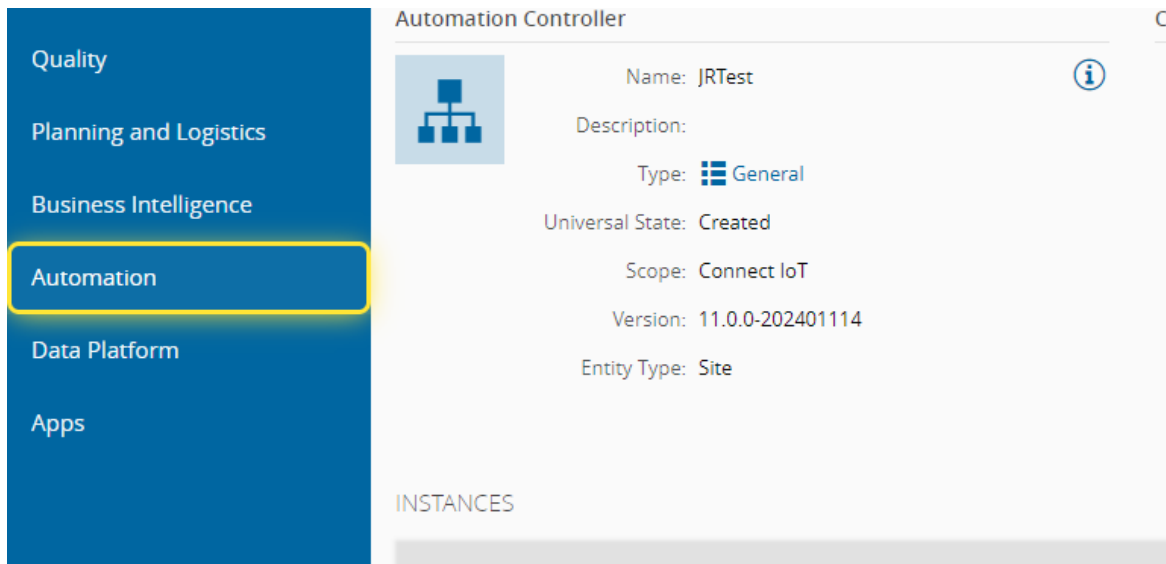 Quality
Planning and Logistics
Business Intelligence
Automation
Data Platform
Apps
Automation Controller
Name: JRTest
Description:
Type: General
Universal State: Created
Scope: Connect IoT
Version: 11.0.0-202401114
Entity Type: Site
INSTANCES